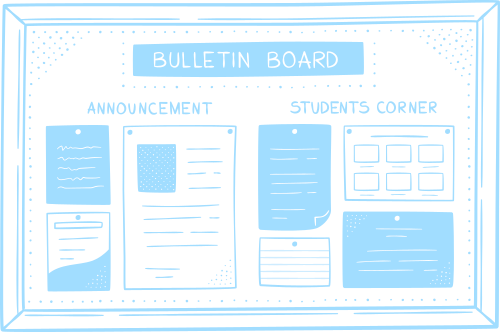 BULLETIN BOARD
ANNOUNCEMENT
STUDENTS CORNER